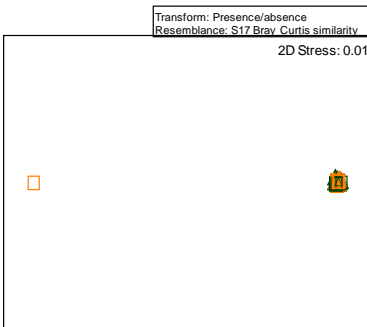 Transform: Presence/absence
Resemblance: S17 Bray Curtis similarity
2D Stress: 0.01